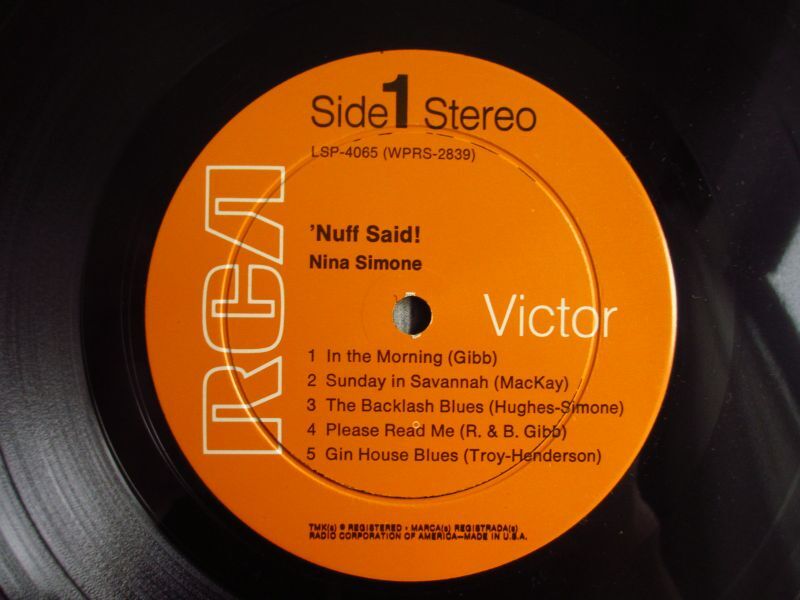 Side 1 Stereo
LSP-4065 (WPRS-2839)
RCA
'Nuff Said!
Nina Simone
Victor
1 In the Morning (Gibb)
2 Sunday in Savannah (MacKay)
3 The Backlash Blues (Hughes-Simone)
4 Please Read Me (R. & B. Gibb)
5 Gin House Blues (Troy-Henderson)
TMK(s) ® REGISTERED • MARCA(s) REGISTRADA(s)
RADIO CORPORATION OF AMERICA—MADE IN U.S.A.